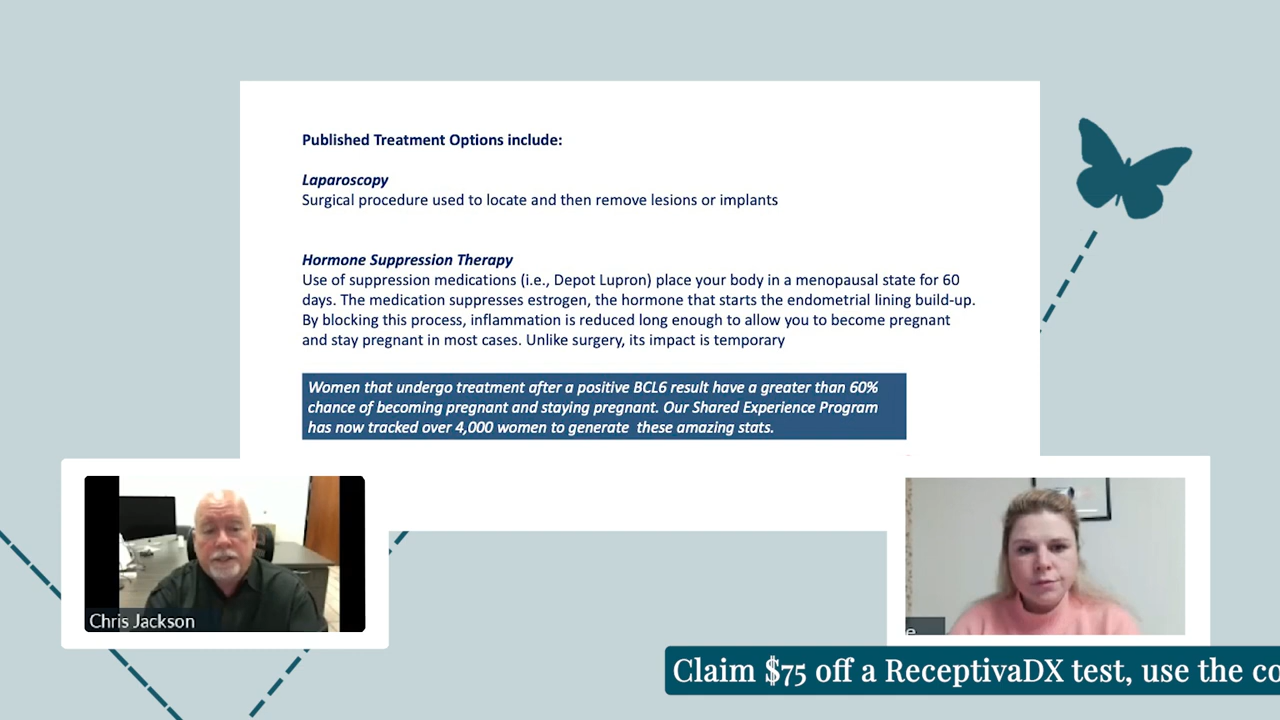 Published Treatment Options include:
Laparoscopy
Surgical procedure used to locate and then remove lesions or implants
Hormone Suppression Therapy
Use of suppression medications (i.e., Depot Lupron) place your body in a menopausal state for 60
days. The medication suppresses estrogen, the hormone that starts the endometrial lining build-up.
By blocking this process, inflammation is reduced long enough to allow you to become pregnant
and stay pregnant in most cases. Unlike surgery, its impact is temporary
Women that undergo treatment after a positive BCL6 result have a greater than 60%
chance of becoming pregnant and staying pregnant. Our Shared Experience Program
has now tracked over 4,000 women to generate these amazing stats.
Chris Jackson
Claim $75 off a ReceptivaDX test, use the